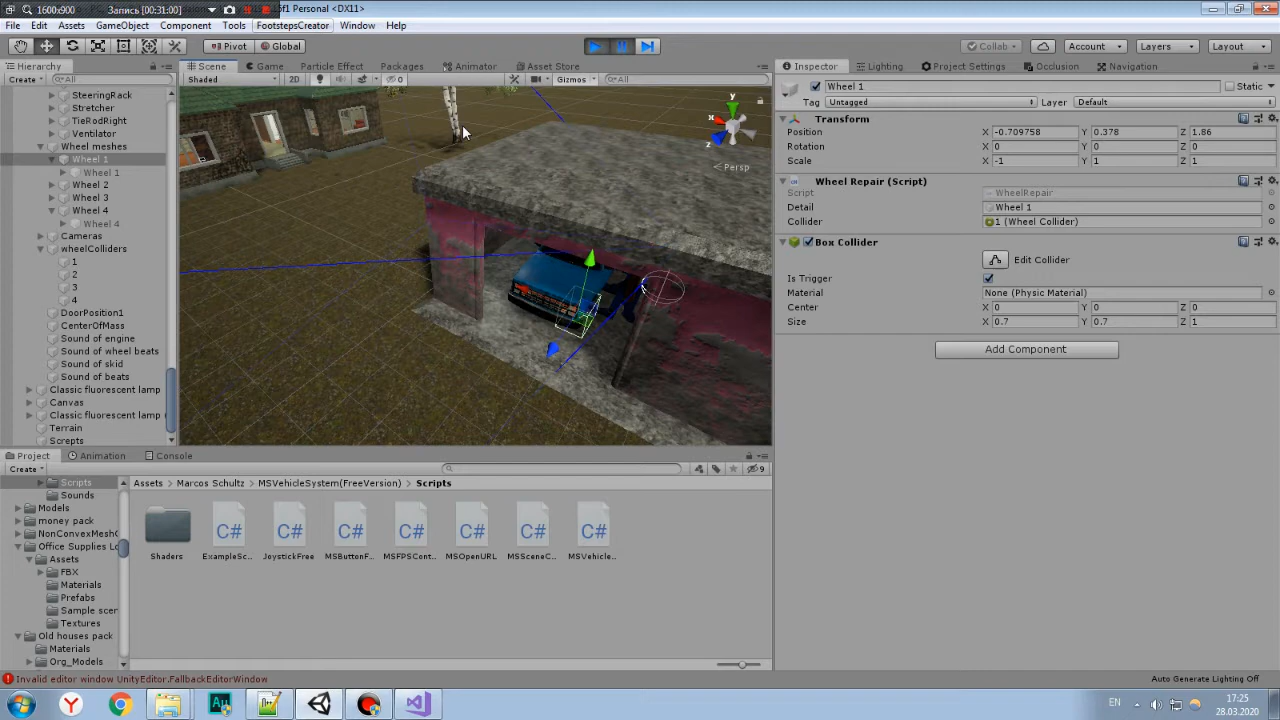 1600x900 Запись [00:31:00] 5f1 Personal <DX11>
File Edit Assets GameObject Component Tools FootstepsCreator Window Help
Pivot Global Collab Account Layers Layout
Hierarchy Scene Game Particle Effect Packages Animator Asset Store Inspector Lighting Project Settings Occlusion Navigation
Create All Shaded 2D 0 Gizmos All
Wheel 1 Static
Tag Untagged Layer Default
SteeringRack
Stretcher
TieRodRight
Ventilator
Wheel meshes
Wheel 1
Wheel 1
Wheel 2
Wheel 3
Wheel 4
Wheel 4
Cameras
wheelColliders
1
2
3
4
DoorPosition1
CenterOfMass
Sound of engine
Sound of wheel beats
Sound of skid
Sound of beats
Classic fluorescent lamp
Canvas
Classic fluorescent lamp
Terrain
Screpts
y
x
z
Persp
Transform
Position X -0.709758 Y 0.378 Z 1.86
Rotation X 0 Y 0 Z 0
Scale X -1 Y 1 Z 1
Wheel Repair (Script)
Script WheelRepair
Detail Wheel 1
Collider 1 (Wheel Collider)
Box Collider
Edit Collider
Is Trigger
Material None (Physic Material)
Center X 0 Y 0 Z 0
Size X 0.7 Y 0.7 Z 1
Add Component
Project Animation Console
Create 9
Scripts
Sounds
Models
money pack
NonConvexMeshC
Office Supplies Lo
Assets
FBX
Materials
Prefabs
Sample scen
Textures
Old houses pack
Materials
Org_Models
Assets Marcos Schultz MSVehicleSystem(FreeVersion) Scripts
C# C# C# C# C# C# C#
Shaders ExampleSc... JoystickFree MSButtonF... MSFPSCont... MSOpenURL MSSceneC... MSVehicle...
Invalid editor window UnityEditor.FallbackEditorWindow Auto Generate Lighting Off
Au EN 17:25
28.03.2020